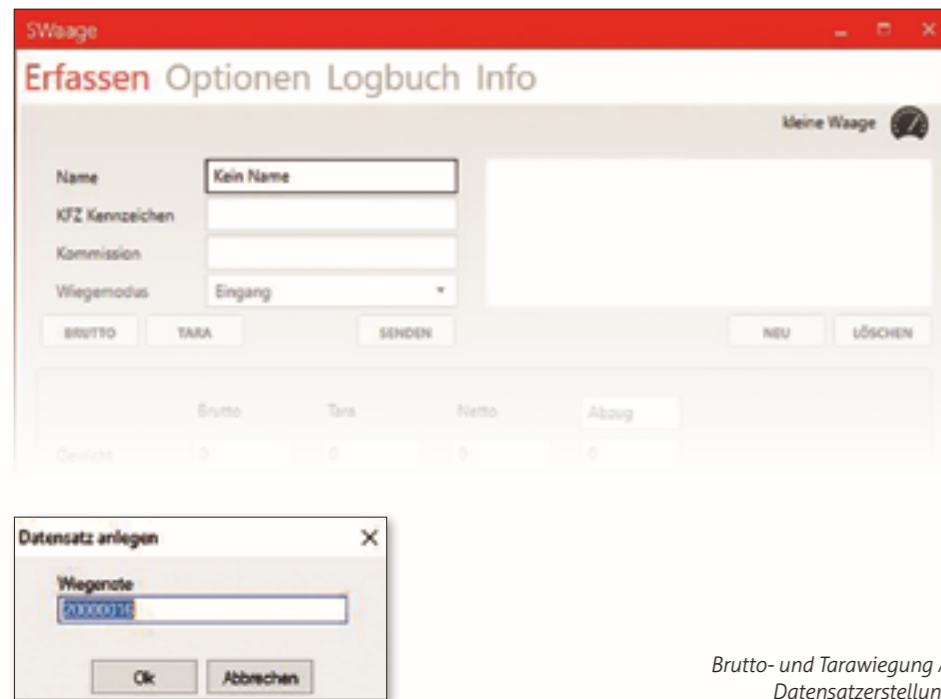 SWaage
Erfassen Optionen Logbuch Info
kleine Waage
Name Kein Name
KFZ Kennzeichen
Kommission
Wiegemodus Eingang
BRUTTO TARA SENDEN NEU LÖSCHEN
Brutto Tara Netto Abzug
Gewicht 0 0 0 0
Datensatz anlegen
Wiegenote
20000016
Ok Abbrechen
Brutto- und Tarawiegung /
Datensatzerstellun